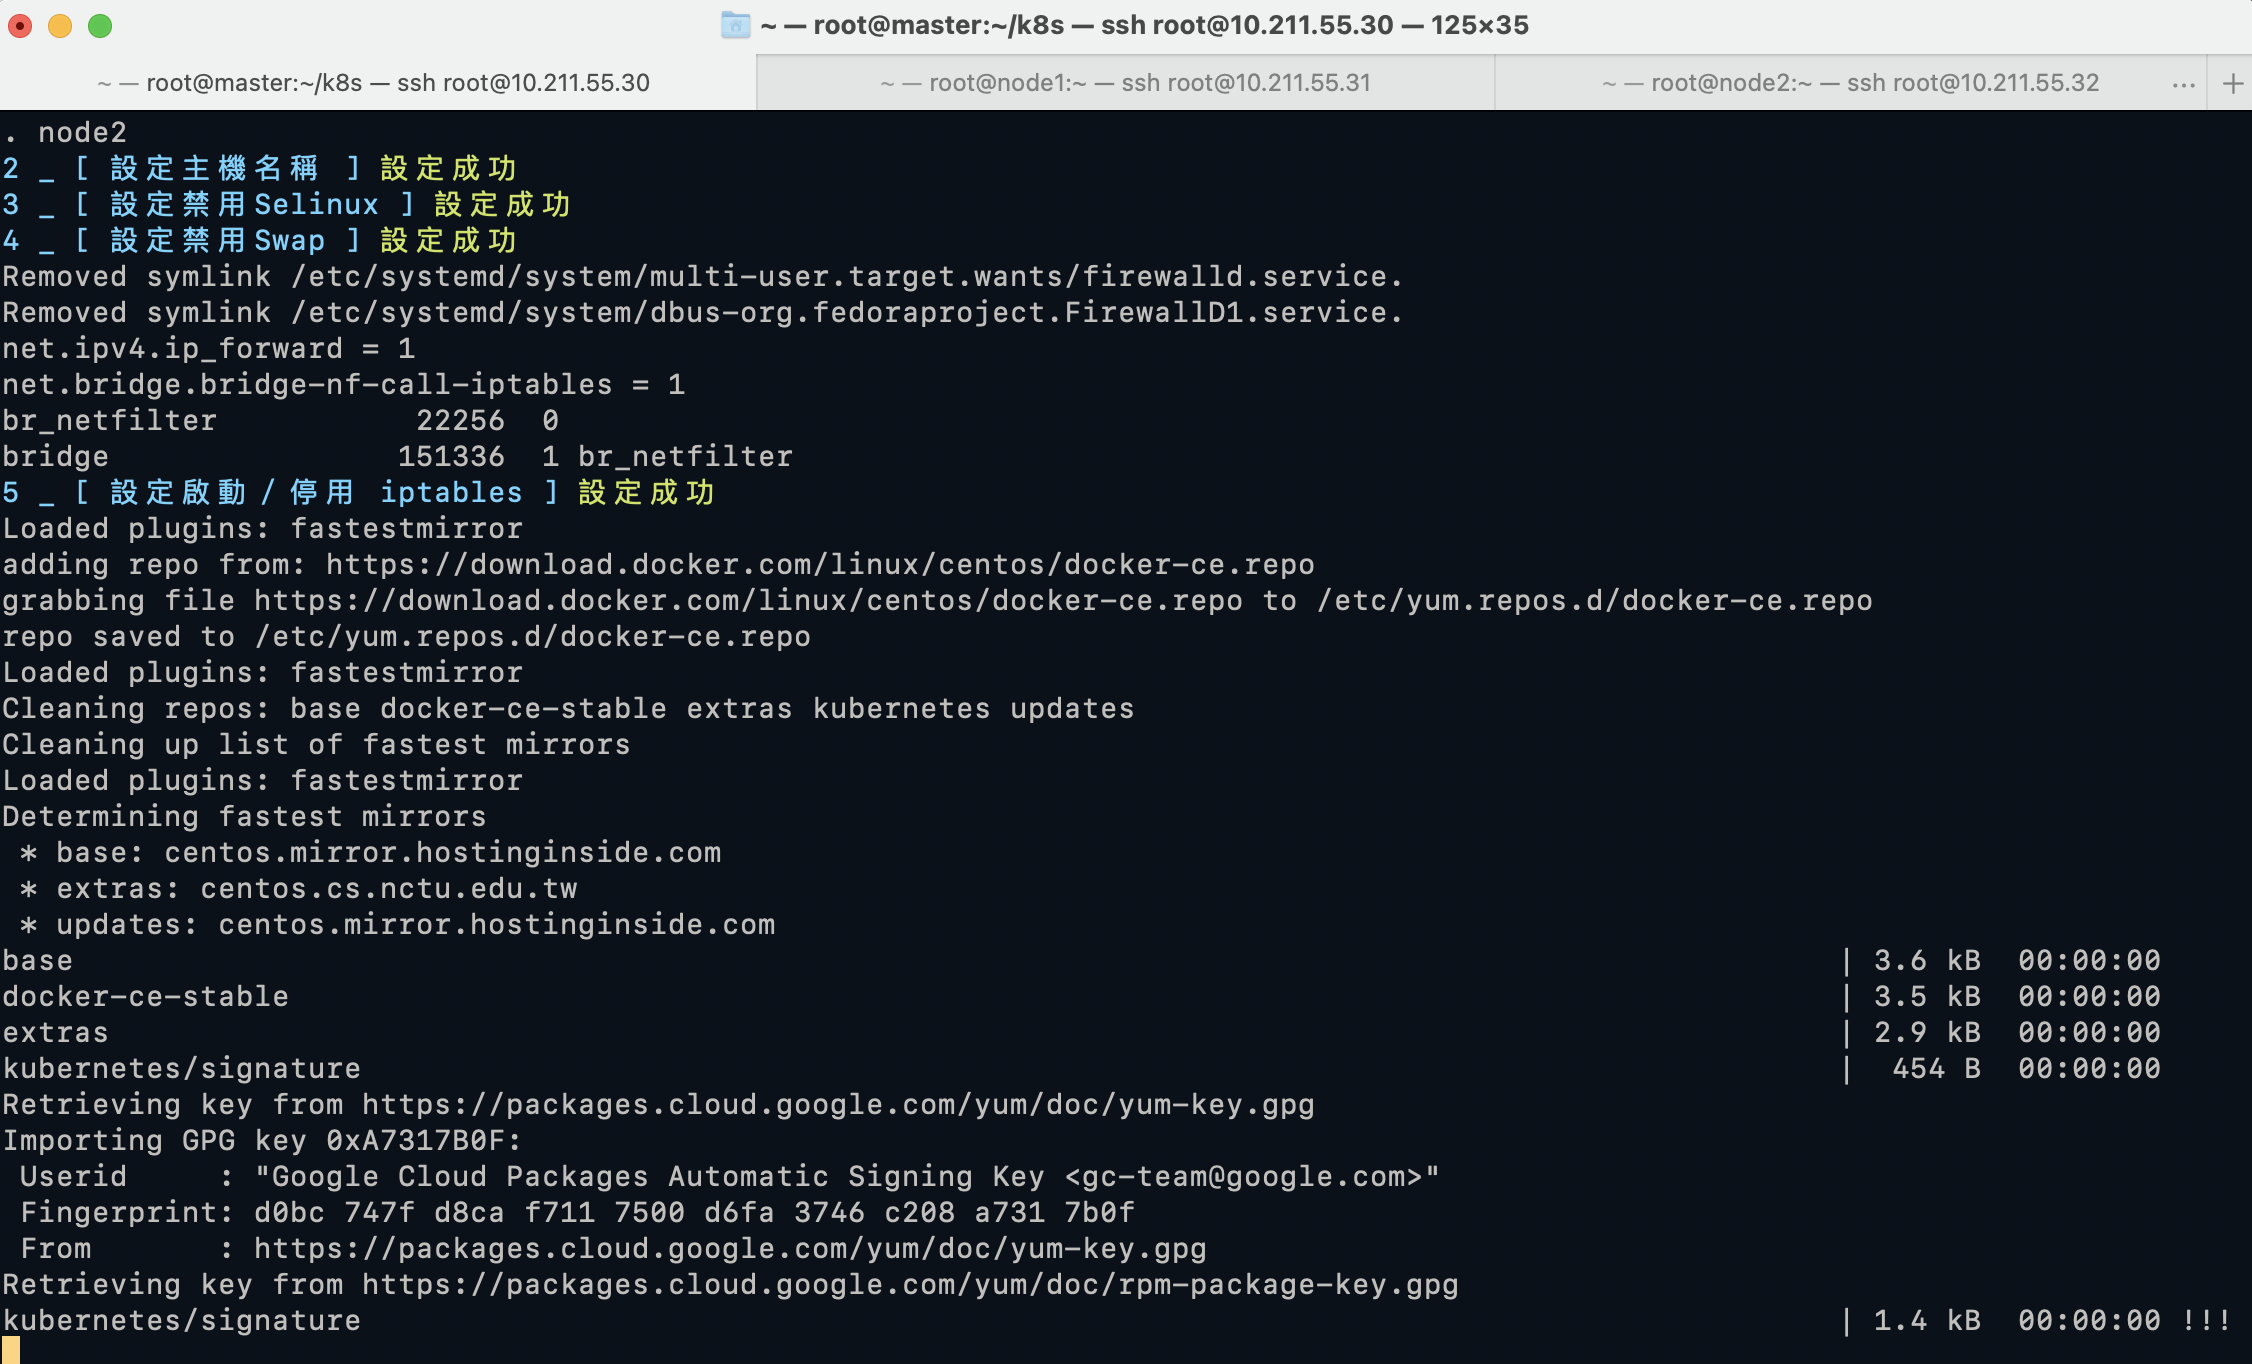 ~ — root@master:~/k8s — ssh root@10.211.55.30 — 125×35
~ — root@master:~/k8s — ssh root@10.211.55.30
~ — root@node1:~ — ssh root@10.211.55.31
~ — root@node2:~ — ssh root@10.211.55.32 ... +
. node2
2 _ [ 設定主機名稱 ] 設定成功
3 _ [ 設定禁用Selinux ] 設定成功
4 _ [ 設定禁用Swap ] 設定成功
Removed symlink /etc/systemd/system/multi-user.target.wants/firewalld.service.
Removed symlink /etc/systemd/system/dbus-org.fedoraproject.FirewallD1.service.
net.ipv4.ip_forward = 1
net.bridge.bridge-nf-call-iptables = 1
br_netfilter           22256  0
bridge                151336  1 br_netfilter
5 _ [ 設定啟動/停用 iptables ] 設定成功
Loaded plugins: fastestmirror
adding repo from: https://download.docker.com/linux/centos/docker-ce.repo
grabbing file https://download.docker.com/linux/centos/docker-ce.repo to /etc/yum.repos.d/docker-ce.repo
repo saved to /etc/yum.repos.d/docker-ce.repo
Loaded plugins: fastestmirror
Cleaning repos: base docker-ce-stable extras kubernetes updates
Cleaning up list of fastest mirrors
Loaded plugins: fastestmirror
Determining fastest mirrors
 * base: centos.mirror.hostinginside.com
 * extras: centos.cs.nctu.edu.tw
 * updates: centos.mirror.hostinginside.com
base | 3.6 kB  00:00:00
docker-ce-stable | 3.5 kB  00:00:00
extras | 2.9 kB  00:00:00
kubernetes/signature |  454 B  00:00:00
Retrieving key from https://packages.cloud.google.com/yum/doc/yum-key.gpg
Importing GPG key 0xA7317B0F:
 Userid     : "Google Cloud Packages Automatic Signing Key <gc-team@google.com>"
 Fingerprint: d0bc 747f d8ca f711 7500 d6fa 3746 c208 a731 7b0f
 From       : https://packages.cloud.google.com/yum/doc/yum-key.gpg
Retrieving key from https://packages.cloud.google.com/yum/doc/rpm-package-key.gpg
kubernetes/signature | 1.4 kB  00:00:00 !!!